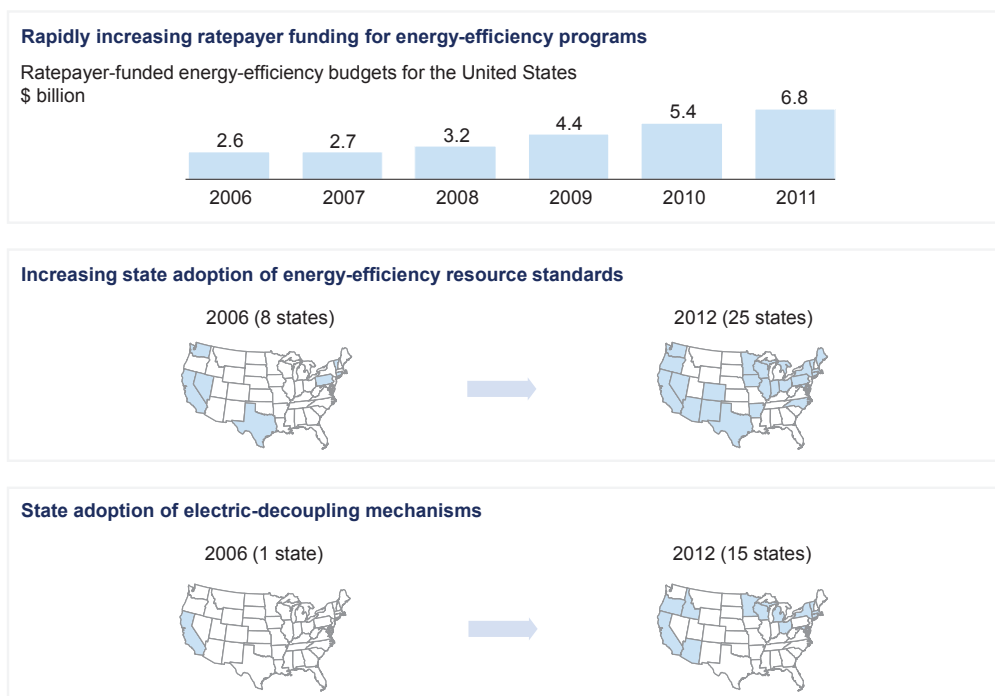 Rapidly increasing ratepayer funding for energy-efficiency programs
Ratepayer-funded energy-efficiency budgets for the United States
$ billion
2.6 2.7 3.2 4.4 5.4 6.8
2006 2007 2008 2009 2010 2011
Increasing state adoption of energy-efficiency resource standards
2006 (8 states) 2012 (25 states)
State adoption of electric-decoupling mechanisms
2006 (1 state) 2012 (15 states)